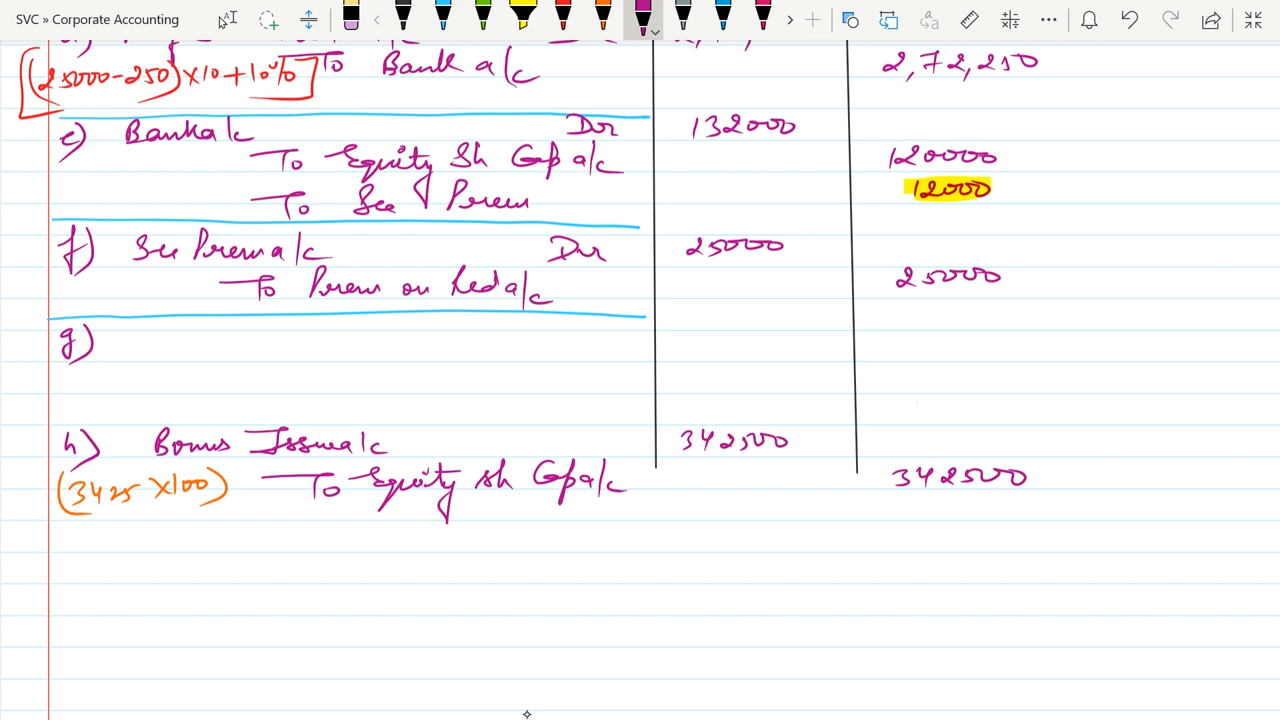 SVC » Corporate Accounting
To Bank a/c 2,72,250
[(25000-250)×10+10%]
e) Bank a/c Dr 132000
To Equity Sh Cap a/c 120000
To Sec Prem 12000
f) Sec Prem a/c Dr 25000
To Prem on Red a/c 25000
g)
h) Bonus Issue a/c 342500
(3425 ×100) To Equity sh Cap a/c 342500